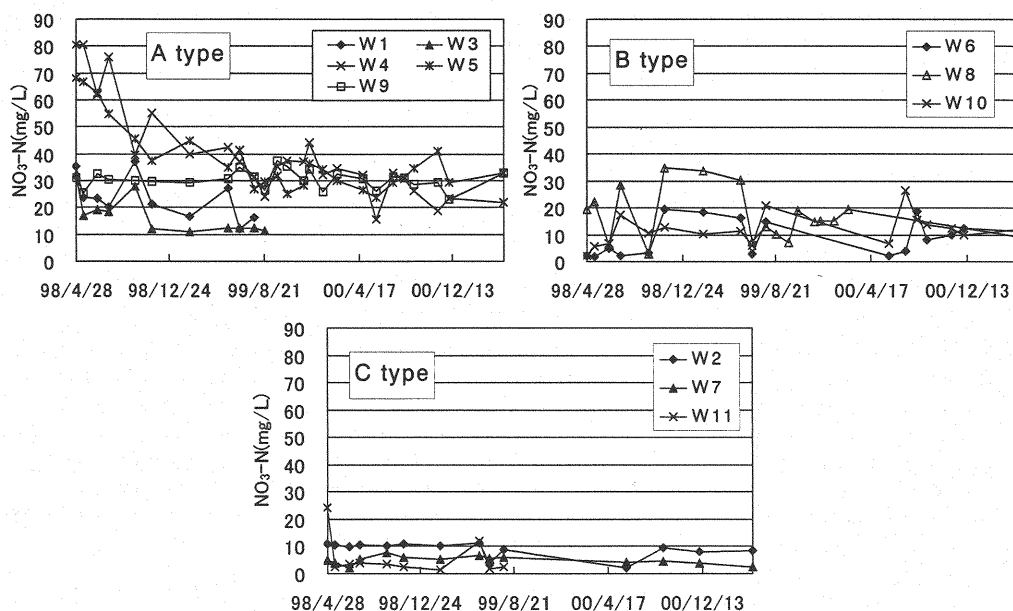 NO₃-N(mg/L)
90
80
70
60
50
40
30
20
10
0
A type
W1 W3
W4 W5
W9
98/4/28 98/12/24 99/8/21 00/4/17 00/12/13
NO₃-N(mg/L)
90
80
70
60
50
40
30
20
10
0
B type
W6
W8
W10
98/4/28 98/12/24 99/8/21 00/4/17 00/12/13
NO₃-N(mg/L)
90
80
70
60
50
40
30
20
10
0
C type
W2
W7
W11
98/4/28 98/12/24 99/8/21 00/4/17 00/12/13